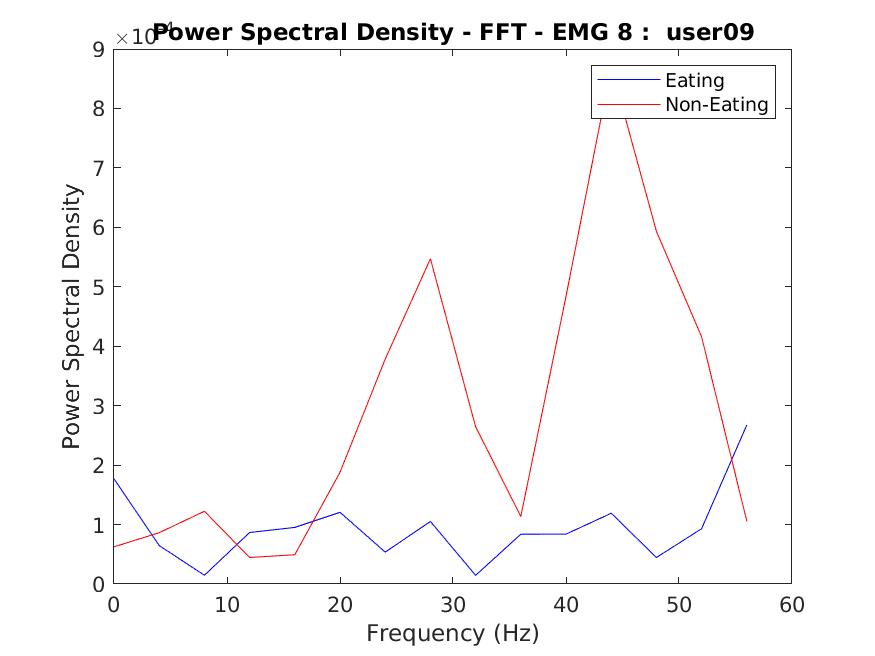 Power Spectral Density - FFT - EMG 8 : user09
×10
9
8
7
6
5
4
3
2
1
0
Power Spectral Density
Eating
Non-Eating
0 10 20 30 40 50 60
Frequency (Hz)